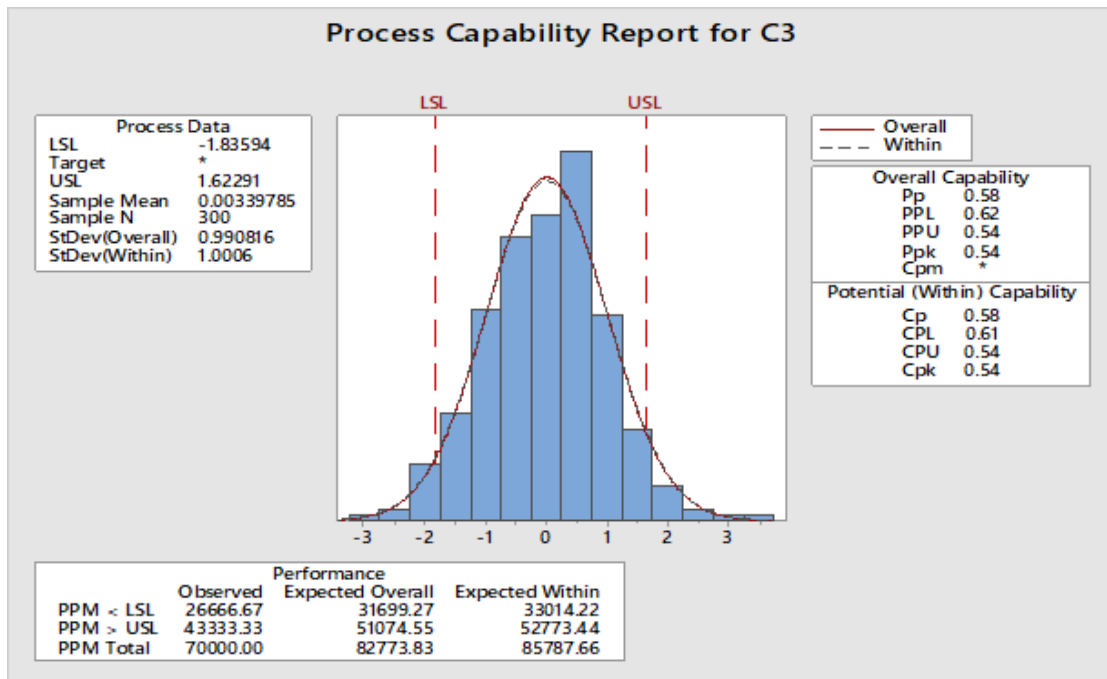 Process Capability Report for C3
LSL USL
Process Data
LSL -1.83594
Target *
USL 1.62291
Sample Mean 0.00339785
Sample N 300
StDev(Overall) 0.990816
StDev(Within) 1.0006
Overall
Within
Overall Capability
Pp 0.58
PPL 0.62
PPU 0.54
Ppk 0.54
Cpm *
Potential (Within) Capability
Cp 0.58
CPL 0.61
CPU 0.54
Cpk 0.54
-3 -2 -1 0 1 2 3
Performance
Observed Expected Overall Expected Within
PPM < LSL 26666.67 31699.27 33014.22
PPM > USL 43333.33 51074.55 52773.44
PPM Total 70000.00 82773.83 85787.66